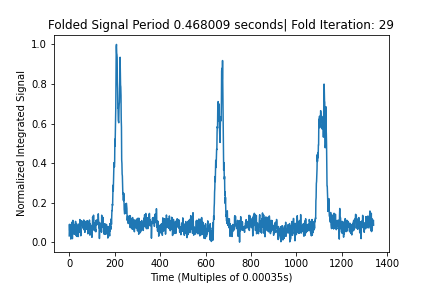 Folded Signal Period 0.468009 seconds| Fold Iteration: 29
Normalized Integrated Signal
1.0
0.8
0.6
0.4
0.2
0.0
0 200 400 600 800 1000 1200 1400
Time (Multiples of 0.00035s)